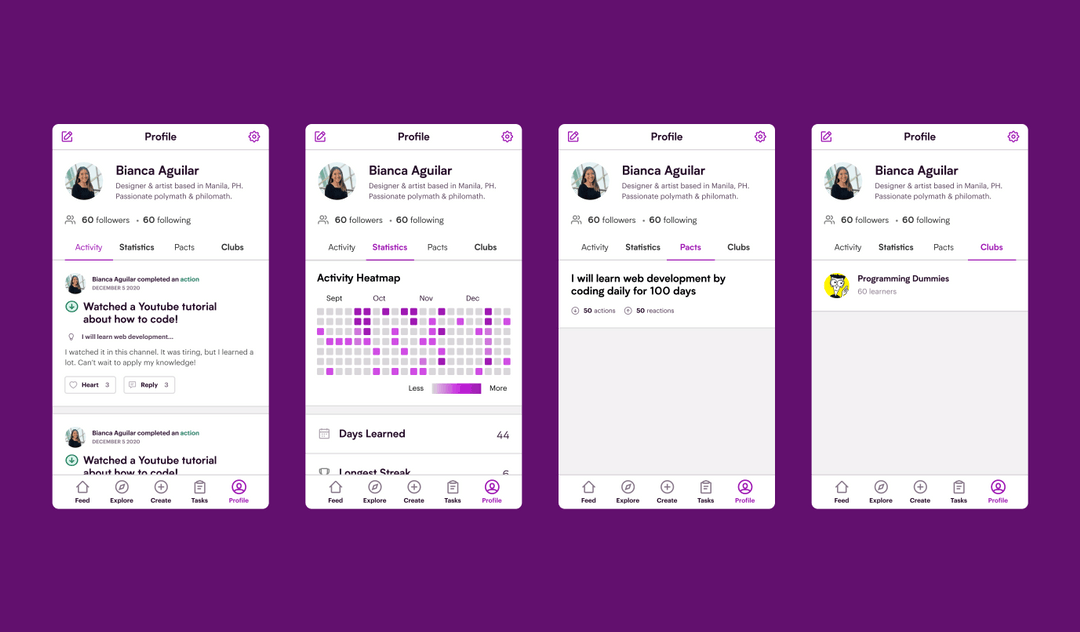 Profile
Bianca Aguilar
Designer & artist based in Manila, PH.
Passionate polymath & philomath.
60 followers • 60 following
Activity Statistics Pacts Clubs
Bianca Aguilar completed an action
DECEMBER 5 2020
Watched a Youtube tutorial
about how to code!
I will learn web development...
I watched it in this channel. It was tiring, but I learned a
lot. Can't wait to apply my knowledge!
Heart 3 Reply 3
Bianca Aguilar completed an action
DECEMBER 5 2020
Watched a Youtube tutorial
about how to code!
Feed Explore Create Tasks Profile
Profile
Bianca Aguilar
Designer & artist based in Manila, PH.
Passionate polymath & philomath.
60 followers • 60 following
Activity Statistics Pacts Clubs
Activity Heatmap
Sept Oct Nov Dec
Less More
Days Learned 44
Longest Streak 6
Feed Explore Create Tasks Profile
Profile
Bianca Aguilar
Designer & artist based in Manila, PH.
Passionate polymath & philomath.
60 followers • 60 following
Activity Statistics Pacts Clubs
I will learn web development by
coding daily for 100 days
50 actions 50 reactions
Feed Explore Create Tasks Profile
Profile
Bianca Aguilar
Designer & artist based in Manila, PH.
Passionate polymath & philomath.
60 followers • 60 following
Activity Statistics Pacts Clubs
Programming Dummies
60 learners
Feed Explore Create Tasks Profile